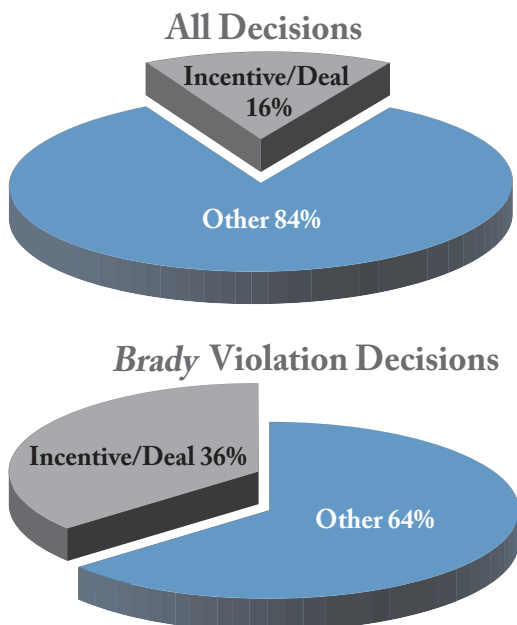 All Decisions
Incentive/Deal
16%
Other 84%
Brady Violation Decisions
Incentive/Deal 36%
Other 64%